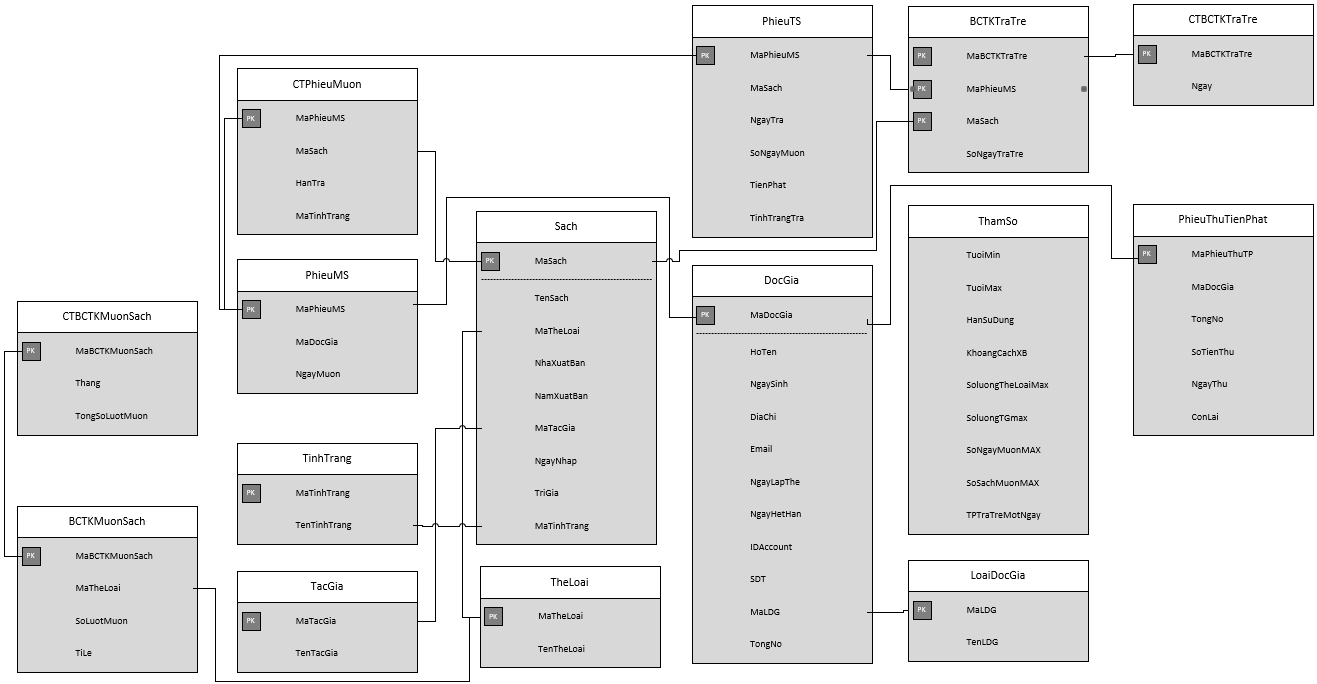 PhieuTS
PK MaPhieuMS
MaSach
NgayTra
SoNgayMuon
TienPhat
TinhTrangTra
BCTKTraTre
PK MaBCTKTraTre
PK MaPhieuMS
PK MaSach
SoNgayTraTre
CTBCTKTraTre
PK MaBCTKTraTre
Ngay
CTPhieuMuon
PK MaPhieuMS
MaSach
HanTra
MaTinhTrang
PhieuMS
PK MaPhieuMS
MaDocGia
NgayMuon
Sach
PK MaSach
TenSach
MaTheLoai
NhaXuatBan
NamXuatBan
MaTacGia
NgayNhap
TriGia
MaTinhTrang
DocGia
PK MaDocGia
HoTen
NgaySinh
DiaChi
Email
NgayLapThe
NgayHetHan
IDAccount
SDT
MaLDG
TongNo
ThamSo
TuoiMin
TuoiMax
HanSuDung
KhoangCachXB
SoluongTheLoaiMax
SoluongTGmax
SoNgayMuonMAX
SoSachMuonMAX
TPTraTreMotNgay
PhieuThuTienPhat
PK MaPhieuThuTP
MaDocGia
TongNo
SoTienThu
NgayThu
ConLai
CTBCTKMuonSach
PK MaBCTKMuonSach
Thang
TongSoLuotMuon
TinhTrang
PK MaTinhTrang
TenTinhTrang
BCTKMuonSach
PK MaBCTKMuonSach
MaTheLoai
SoLuotMuon
TiLe
TacGia
PK MaTacGia
TenTacGia
TheLoai
PK MaTheLoai
TenTheLoai
LoaiDocGia
PK MaLDG
TenLDG